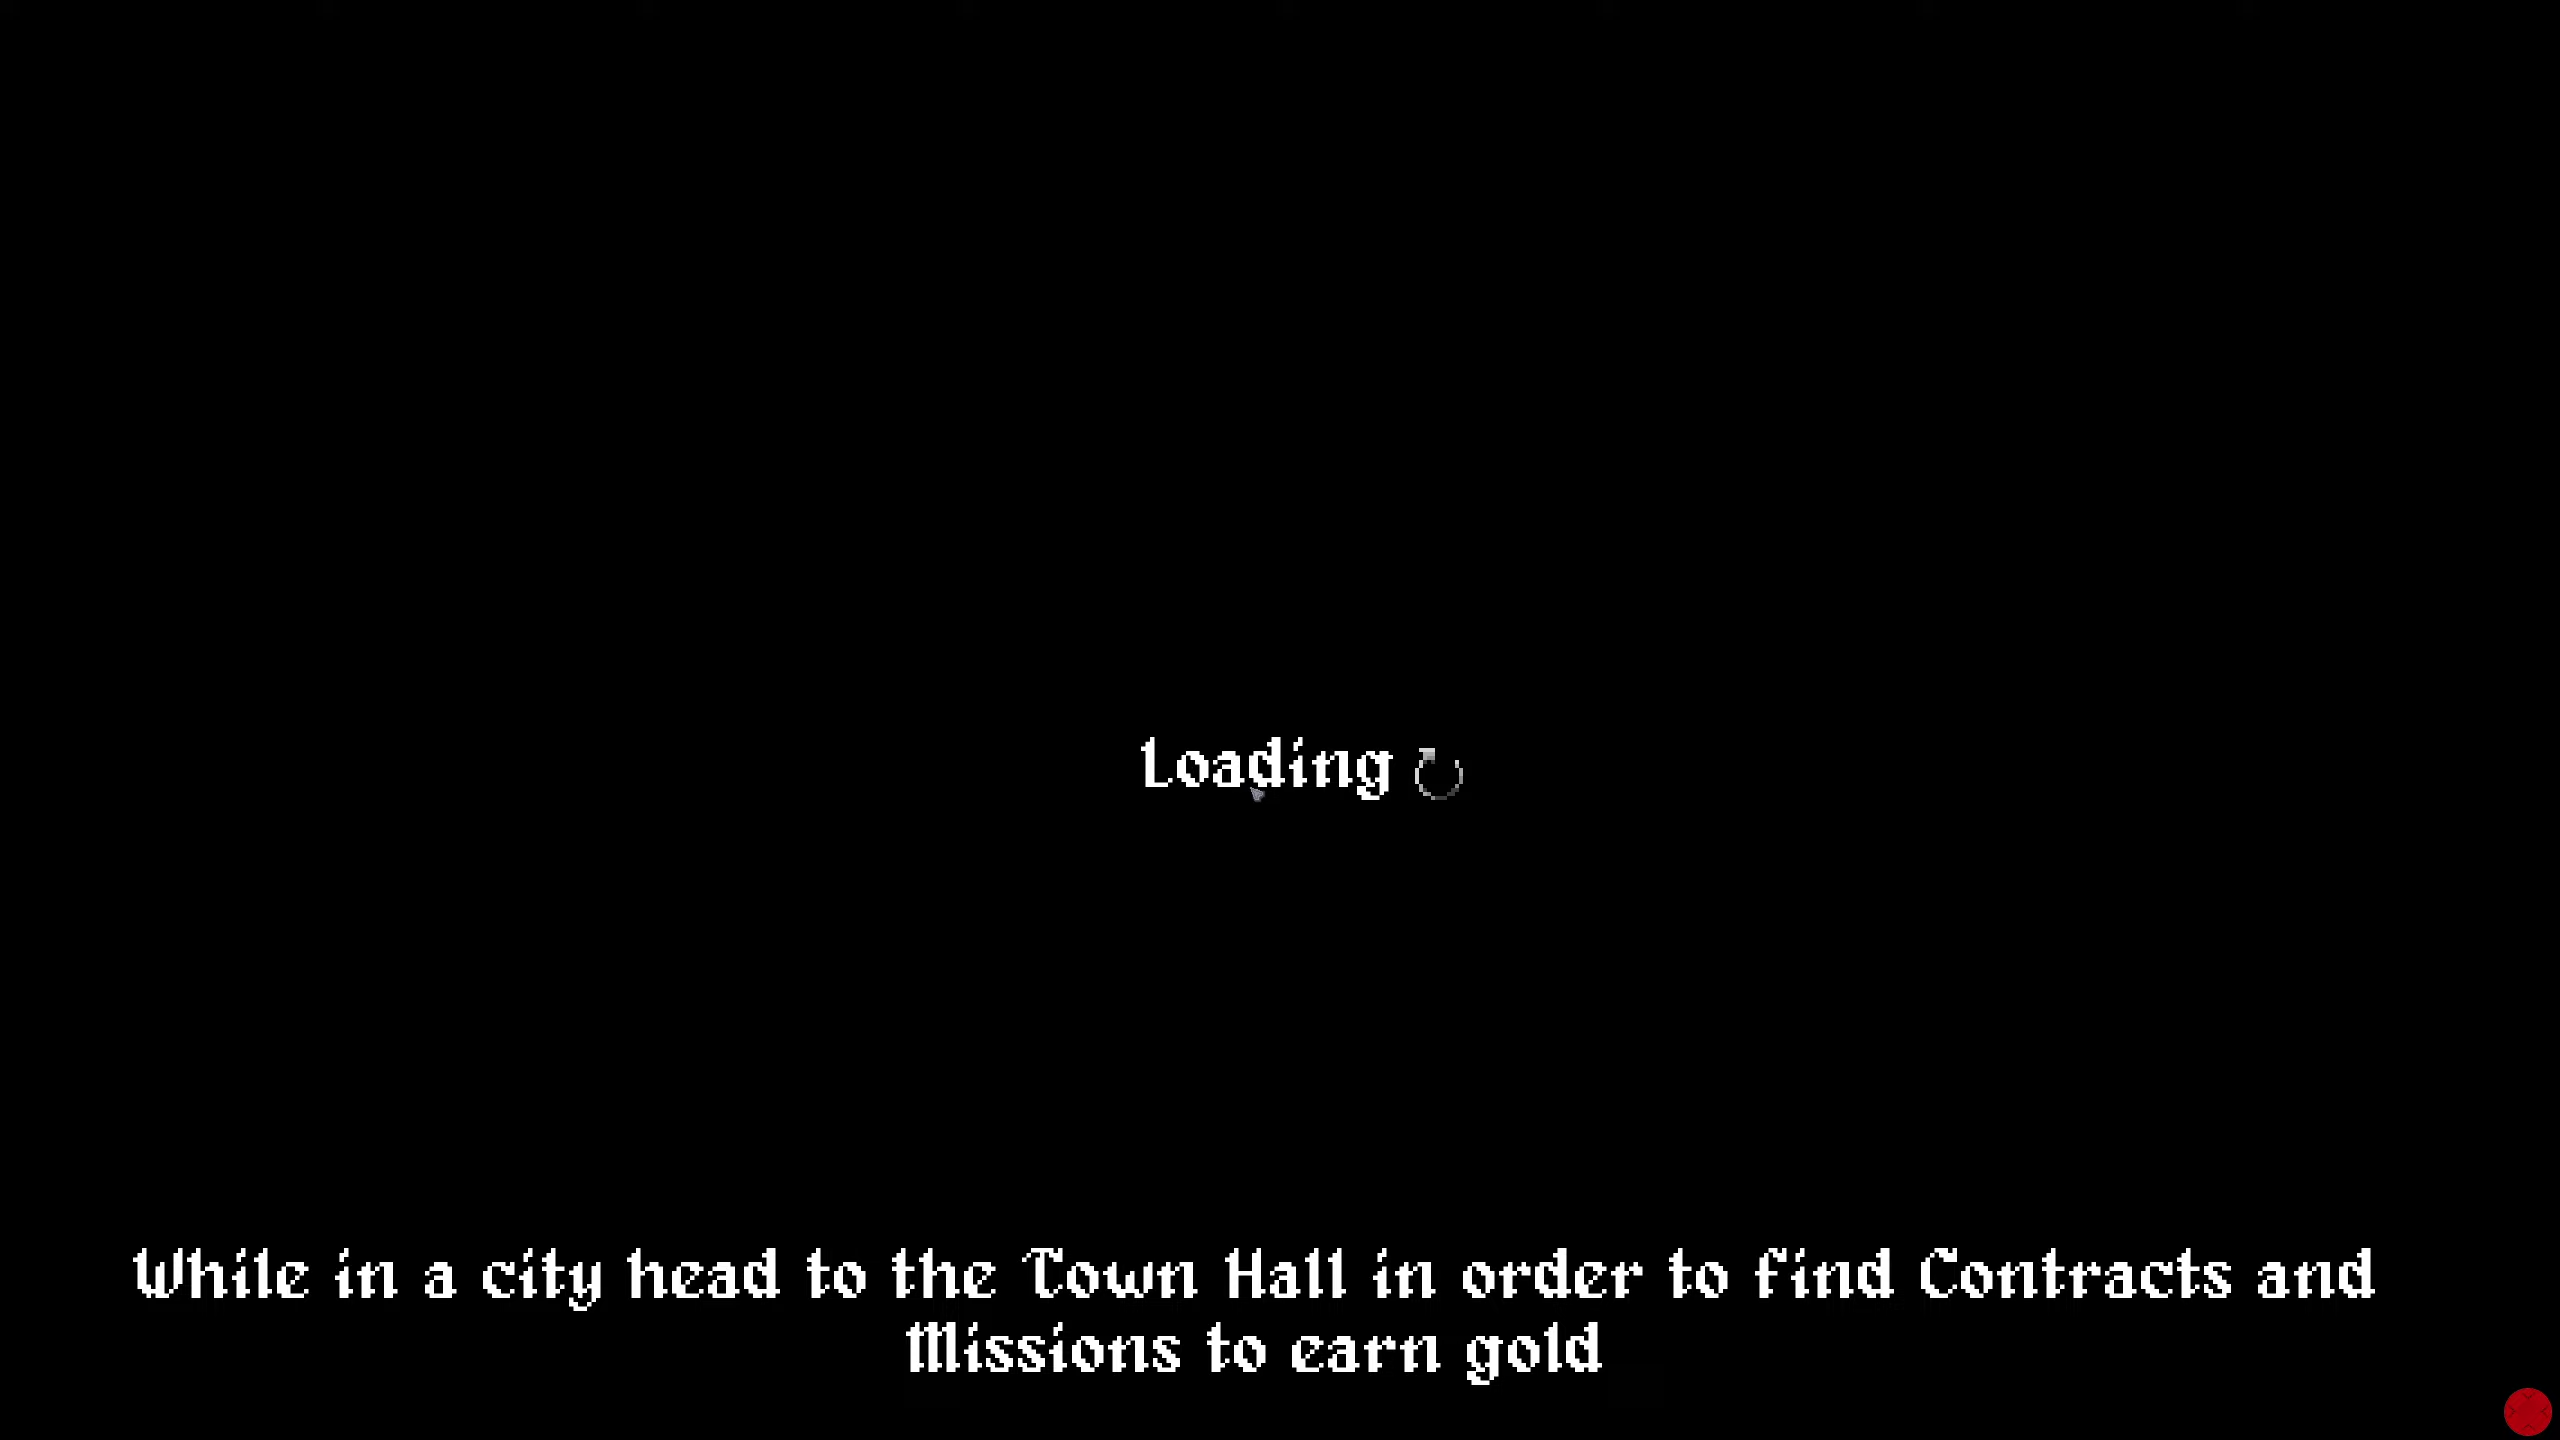 Loading
While in a city head to the Town Hall in order to find Contracts and
Missions to earn gold